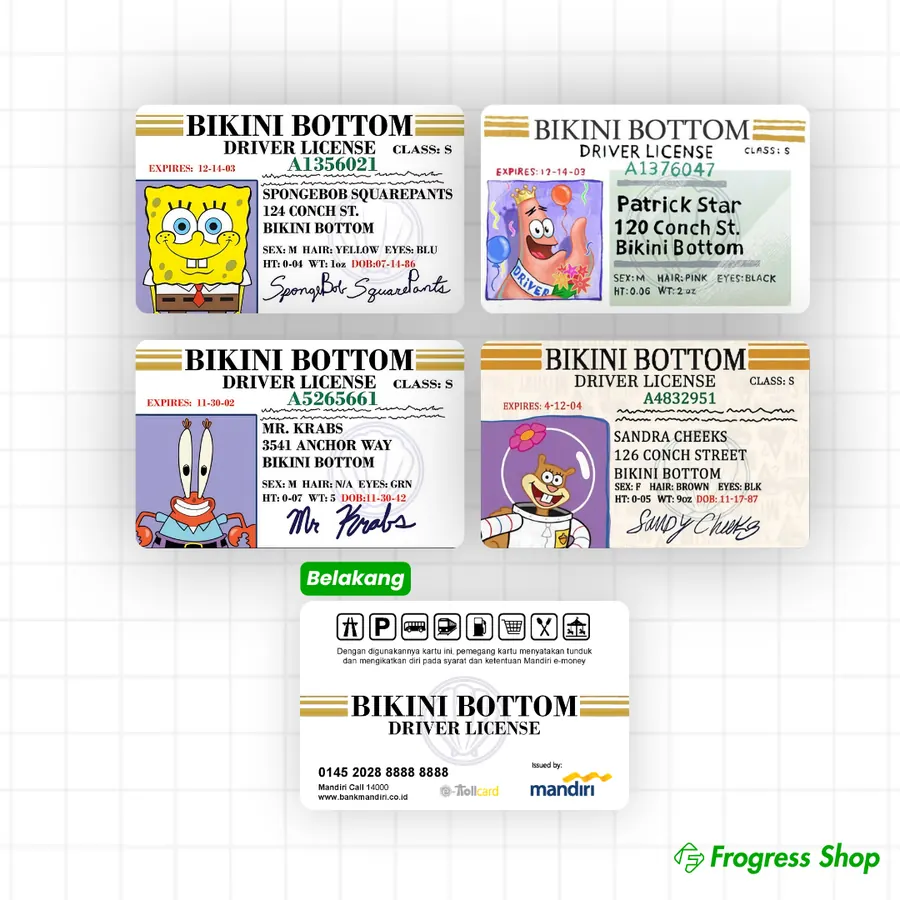 BIKINI BOTTOM
DRIVER LICENSE CLASS: S
EXPIRES: 12-14-03 A1356021
SPONGEBOB SQUAREPANTS
124 CONCH ST.
BIKINI BOTTOM
SEX: M HAIR: YELLOW EYES: BLU
HT: 0-04 WT: 1oz DOB:07-14-86
SpongeBob SquarePants
BIKINI BOTTOM
DRIVER LICENSE CLASS: S
EXPIRES:12-14-03 A1376047
Patrick Star
120 Conch St.
Bikini Bottom
SEX:M HAIR:PINK EYES:BLACK
HT:0.06 WT:2oz
DRIVER
BIKINI BOTTOM
DRIVER LICENSE CLASS: S
EXPIRES: 11-30-02 A5265661
MR. KRABS
3541 ANCHOR WAY
BIKINI BOTTOM
SEX: M HAIR: N/A EYES: GRN
HT: 0-07 WT: 5 DOB:11-30-42
Mr Krabs
BIKINI BOTTOM
DRIVER LICENSE CLASS: S
EXPIRES: 4-12-04 A4832951
SANDRA CHEEKS
126 CONCH STREET
BIKINI BOTTOM
SEX: F HAIR: BROWN EYES: BLK
HT: 0-05 WT: 9oz DOB: 11-17-87
Sandy Cheeks
Belakang
P
Dengan digunakannya kartu ini, pemegang kartu menyatakan tunduk
dan mengikatkan diri pada syarat dan ketentuan Mandiri e-money
BIKINI BOTTOM
DRIVER LICENSE
0145 2028 8888 8888
Mandiri Call 14000
www.bankmandiri.co.id
Tollcard
Issued by:
mandiri
Frogress Shop